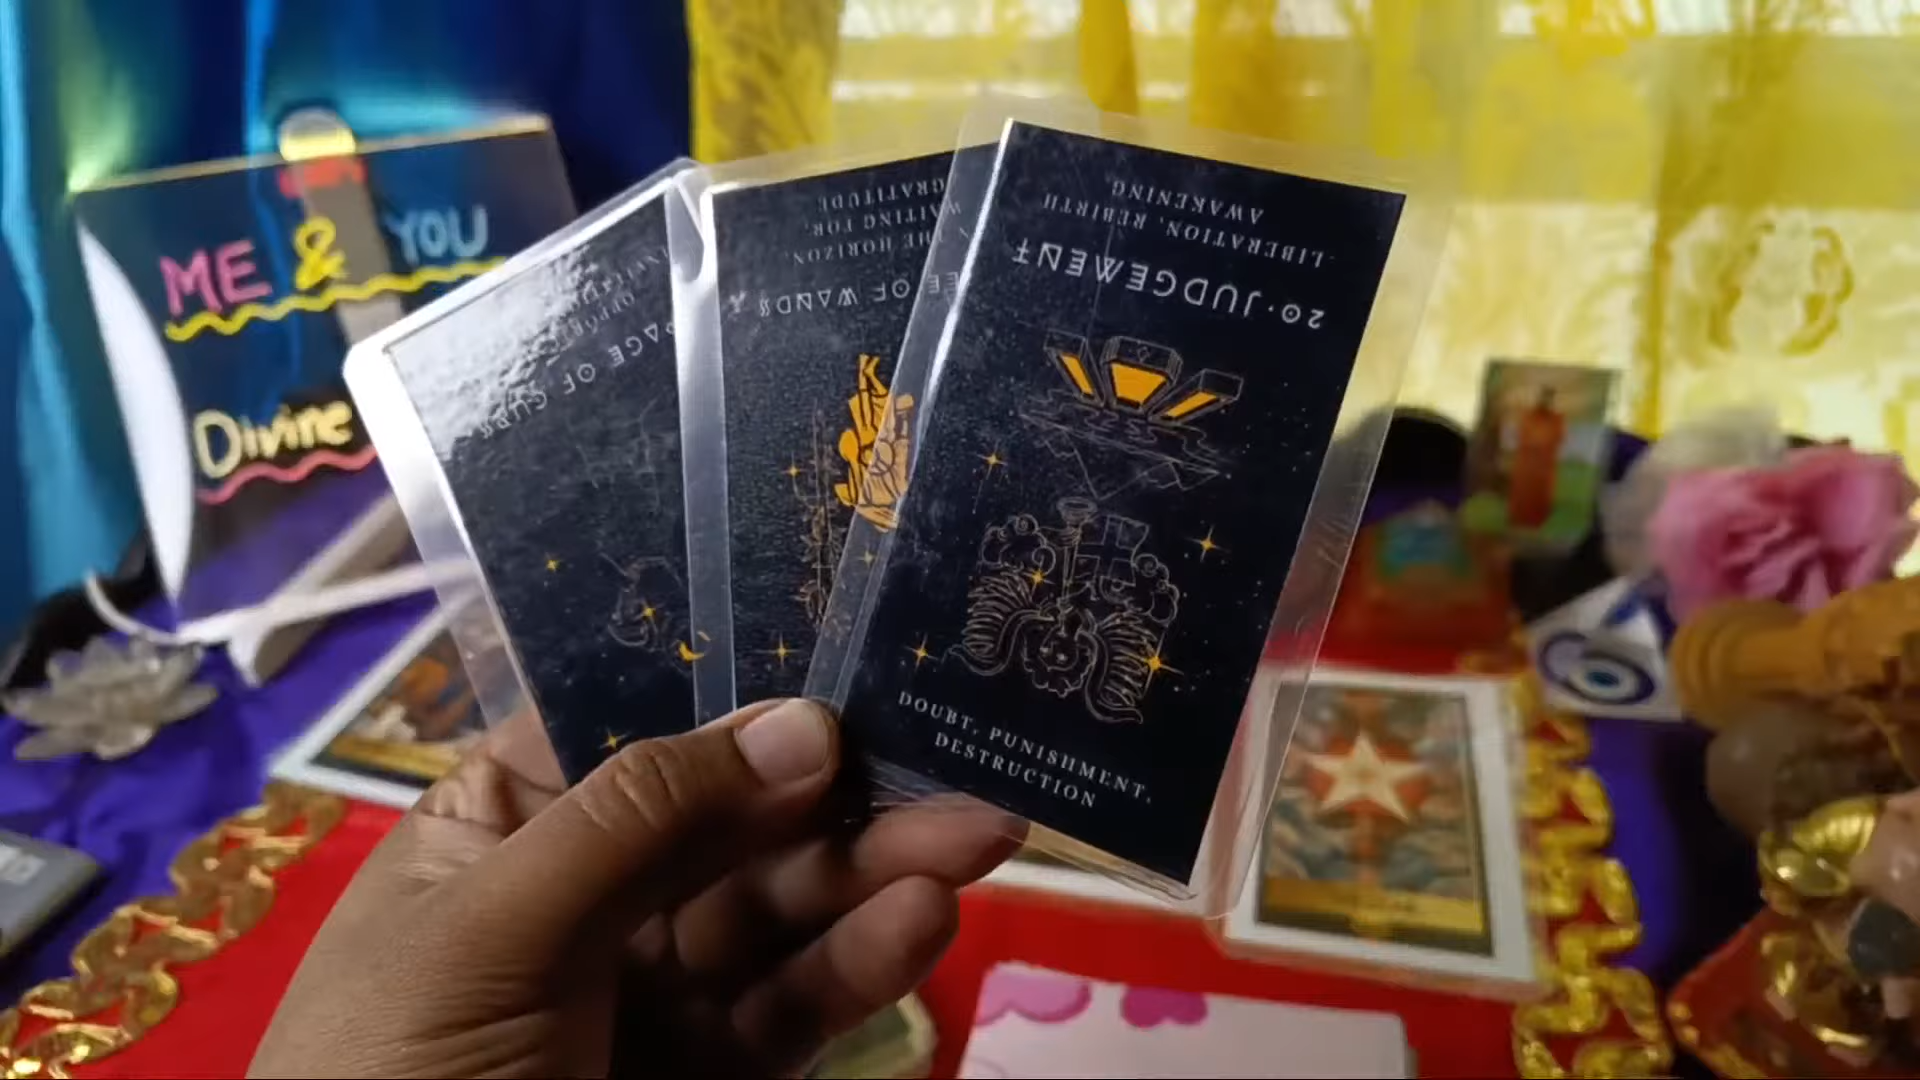 ME & YOU
Divine
PAGE OF CUPS
OF WANDS
THE HORIZON,
WAITING FOR,
GRATITUDE
20·JUDGEMENT
LIBERATION, REBIRTH
AWAKENING
DOUBT, PUNISHMENT,
DESTRUCTION